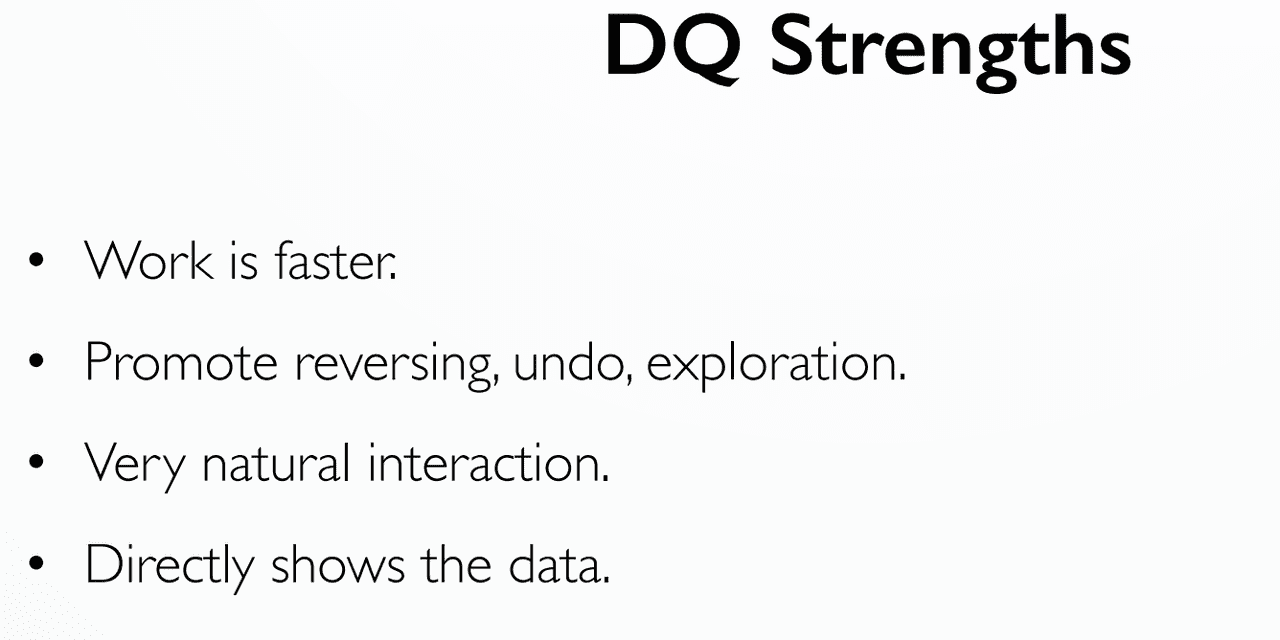 DQ Strengths
• Work is faster.
• Promote reversing, undo, exploration.
• Very natural interaction.
• Directly shows the data.